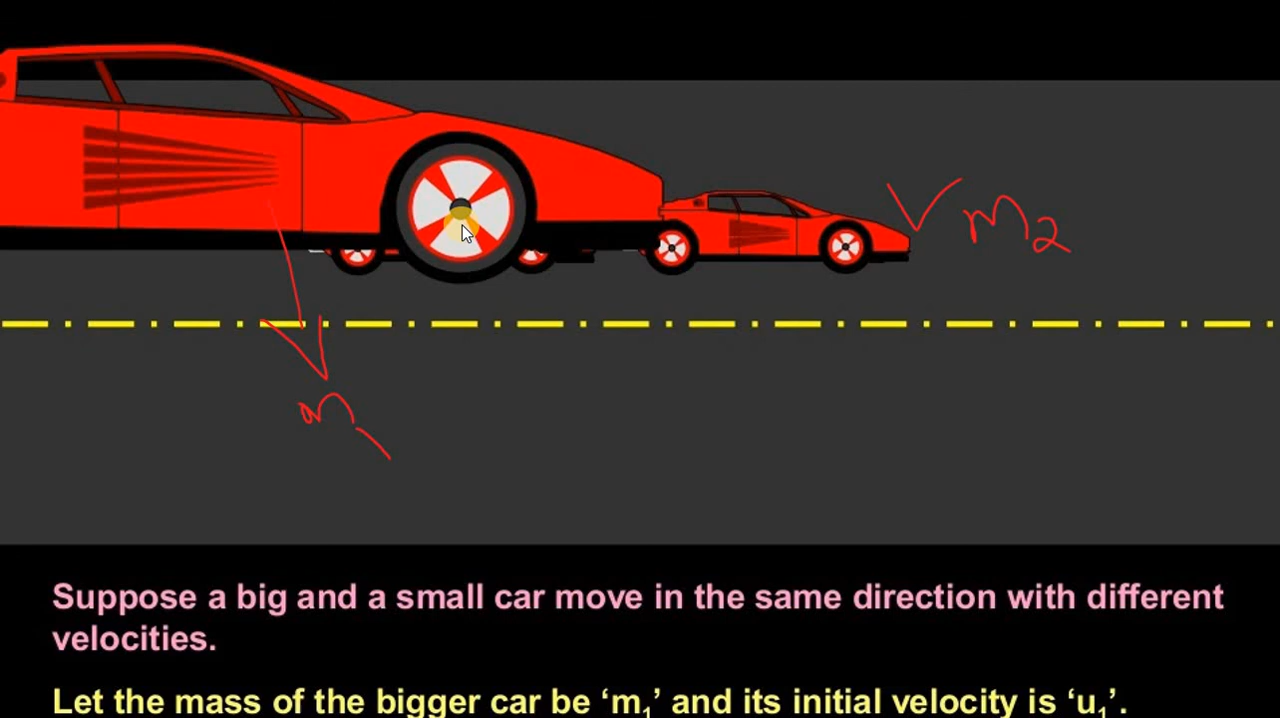 m₂
m₁
Suppose a big and a small car move in the same direction with different
velocities.
Let the mass of the bigger car be ‘m₁’ and its initial velocity is ‘u₁’.